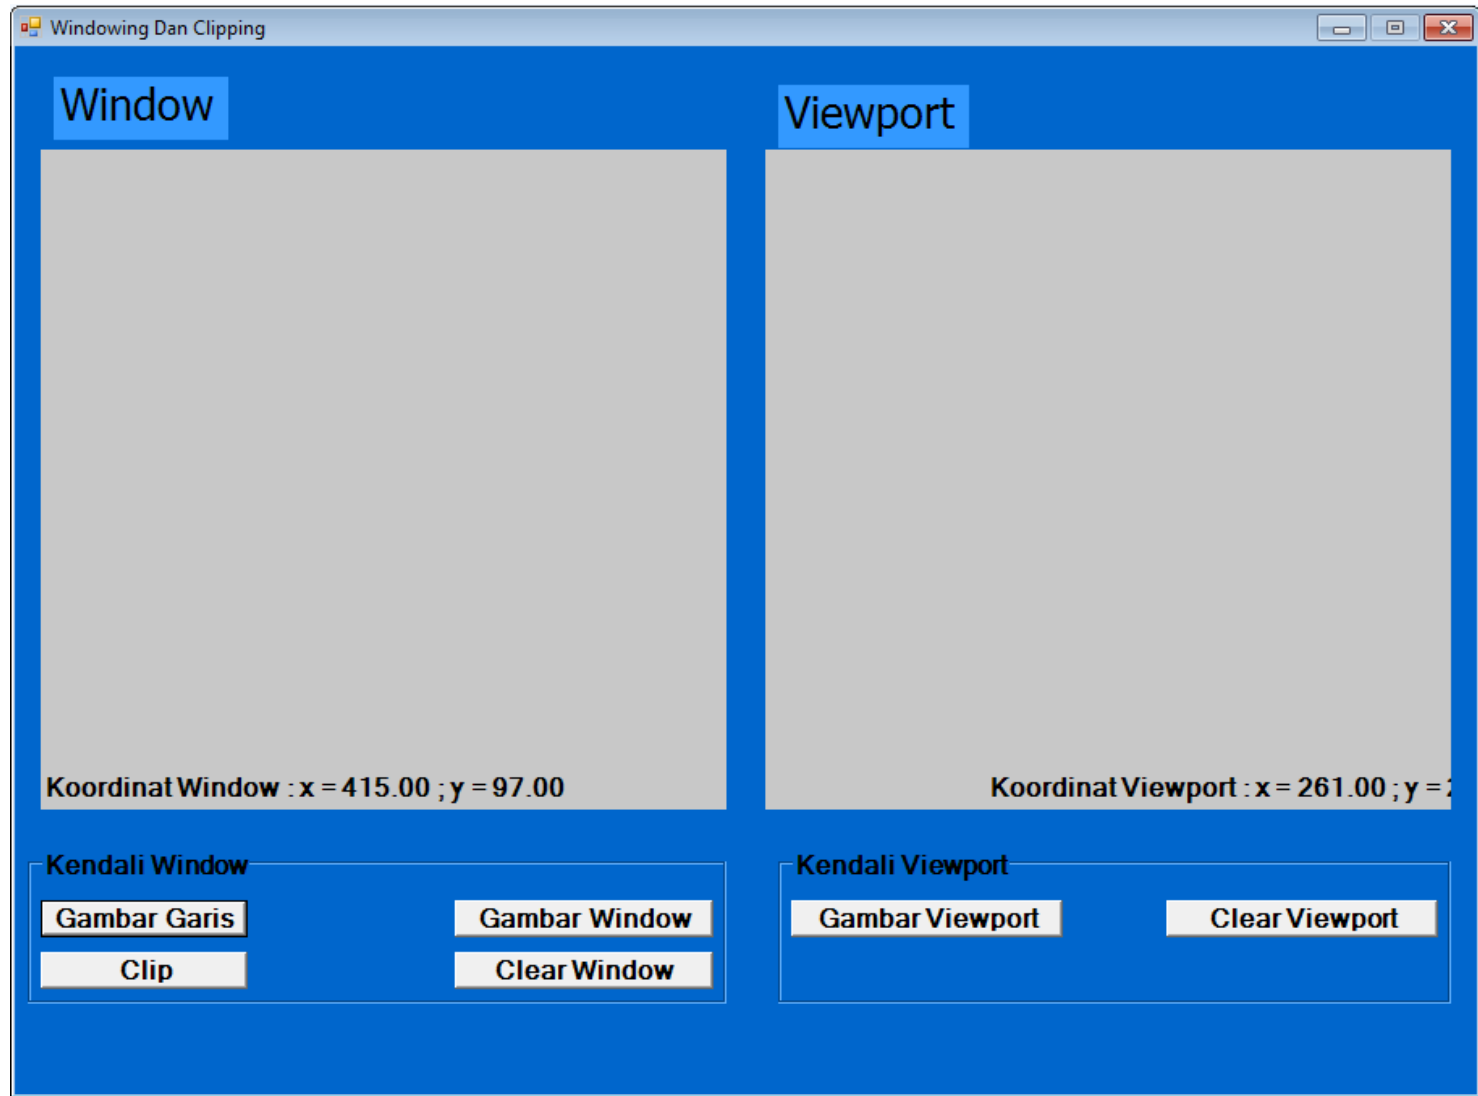 Windowing Dan Clipping
Window
Viewport
Koordinat Window : x = 415.00 ; y = 97.00
Koordinat Viewport : x = 261.00 ; y =
Kendali Window
Gambar Garis
Gambar Window
Clip
Clear Window
Kendali Viewport
Gambar Viewport
Clear Viewport